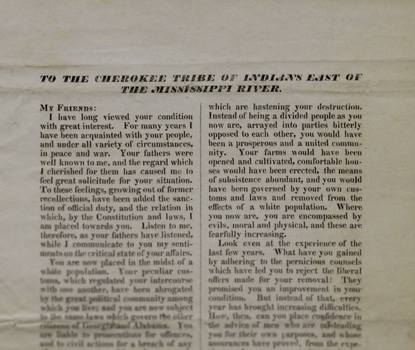 TO THE CHEROKEE TRIBE OF INDIANS EAST OF
THE MISSISSIPPI RIVER.
MY FRIENDS:
I have long viewed your condition
with great interest. For many years I
have been acquainted with your people,
and under all variety of circumstances,
in peace and war. Your fathers were
well known to me, and the regard which
I cherished for them has caused me to
feel great solicitude for your situation.
To these feelings, growing out of former
recollections, have been added the sanc-
tion of official duty, and the relation in
which, by the Constitution and laws, I
am placed towards you. Listen to me,
therefore, as your fathers have listened,
while I communicate to you my senti-
ments on the critical state of your affairs.
You are now placed in the midst of a
white population. Your peculiar cus-
toms, which regulated your intercourse
with one another, have been abrogated
by the great political community among
which you live; and you are now subject
to the same laws which govern the other
citizens of Georgia and Alabama. You
are liable to prosecutions for offences,
and to civil actions for a breach of any
which are hastening your destruction.
Instead of being a divided people as you
now are, arrayed into parties bitterly
opposed to each other, you would have
been a prosperous and a united commu-
nity. Your farms would have been
opened and cultivated, comfortable hou-
ses would have been erected, the means
of subsistence abundant, and you would
have been governed by your own cus-
toms and laws and removed from the
effects of a white population. Where
you now are, you are encompassed by
evils, moral and physical, and these are
fearfully increasing.
Look even at the experience of the
last few years. What have you gained
by adhering to the pernicious counsels
which have led you to reject the liberal
offers made for your removal? They
promised you an improvement in your
condition. But instead of that, every
year has brought increasing difficulties.
How, then, can you place confidence in
the advice of men who are misleading
you for their own purposes, and whose
assurances have proved, from the expe-